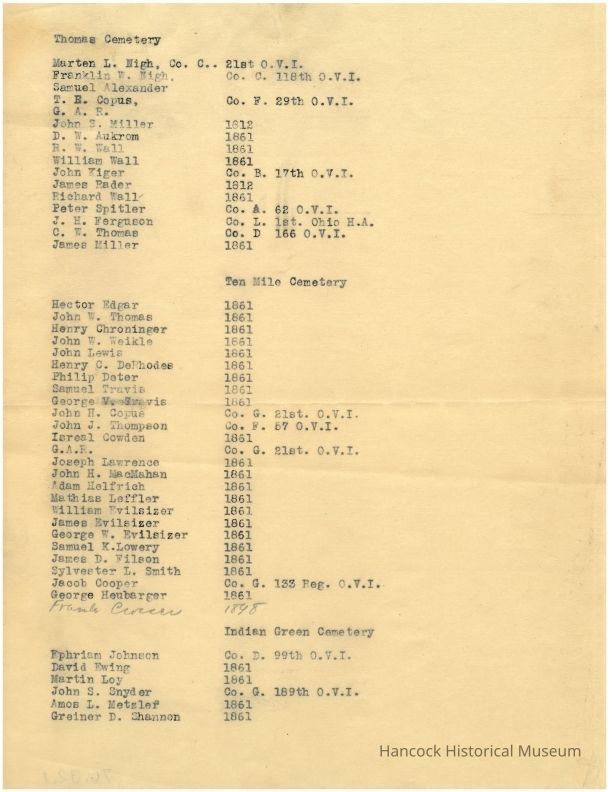 Thomas Cemetery
Marten L. Nigh, Co. C.. 21st O.V.I.
Franklin W. Nigh. Co. C. 118th O.V.I.
Samuel Alexander
T. E. Copus, Co. F. 29th O.V.I.
G. A. R.
John S. Miller 1812
D. W. Aukrom 1861
R. W. Wall 1861
William Wall 1861
John Kiger Co. B. 17th O.V.I.
James Rader 1812
Richard Wall 1861
Peter Spitler Co. A. 62 O.V.I.
J. H. Ferguson Co. L. 1st. Ohio H.A.
C. W. Thomas Co. D 166 O.V.I.
James Miller 1861
Ten Mile Cemetery
Hector Edgar 1861
John W. Thomas 1861
Henry Chroninger 1861
John W. Weikle 1861
John Lewis 1861
Henry C. DeRhodes 1861
Philip Deter 1861
Samuel Travis 1861
George Travis 1861
John H. Copus Co. G. 21st. O.V.I.
John J. Thompson Co. F. 57 O.V.I.
Isreal Cowden 1861
G.A.R. Co. G. 21st. O.V.I.
Joseph Lawrence 1861
John H. MacMahan 1861
Adam Helfrich 1861
Mathias Leffler 1861
William Evilsizer 1861
James Evilsizer 1861
George W. Evilsizer 1861
Samuel K.Lowery 1861
James D. Filson 1861
Sylvester L. Smith 1861
Jacob Cooper Co. G. 133 Reg. O.V.I.
George Heubarger 1861
Frank 1898
Indian Green Cemetery
Ephriam Johnson Co. D. 99th O.V.I.
David Ewing 1861
Martin Loy 1861
John S. Snyder Co. G. 189th O.V.I.
Amos L. Metzlef 1861
Greiner D. Shannon 1861
Hancock Historical Museum